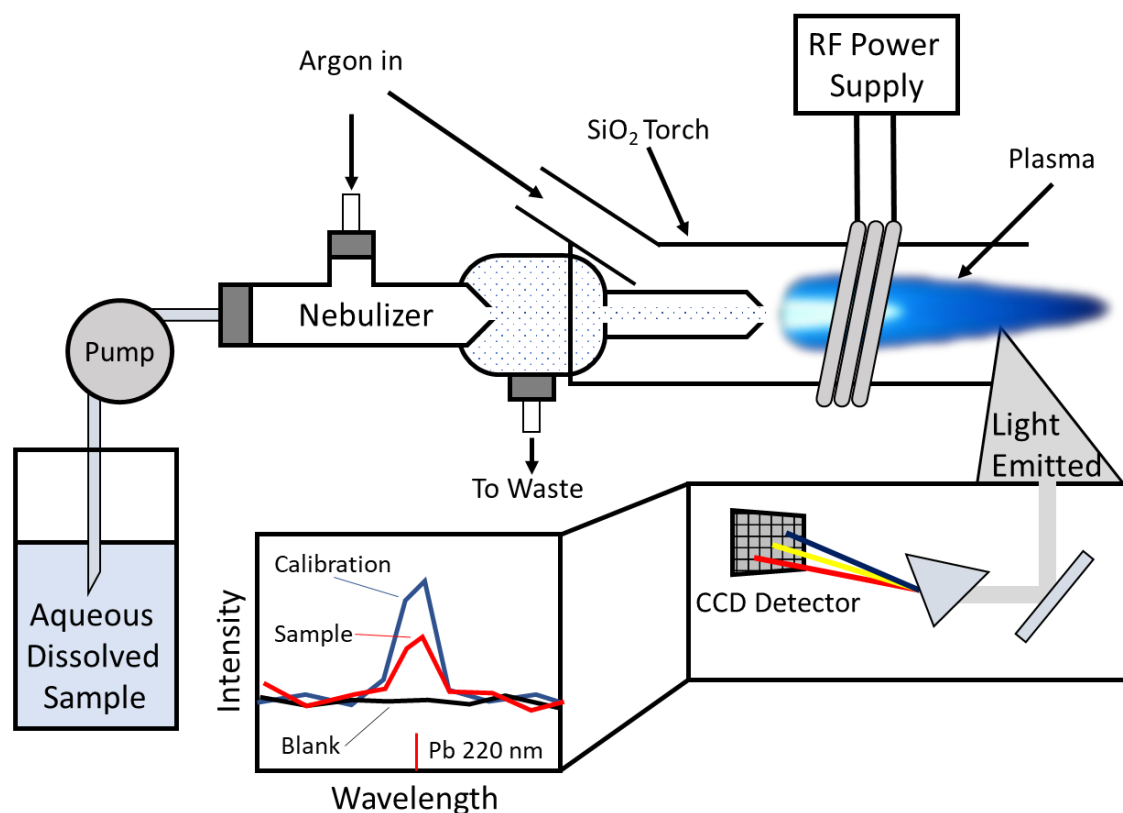 Argon in
RF Power
Supply
SiO₂ Torch
Plasma
Nebulizer
Pump
To Waste
Light
Emitted
Aqueous
Dissolved
Sample
CCD Detector
Calibration
Sample
Blank
Pb 220 nm
Intensity
Wavelength